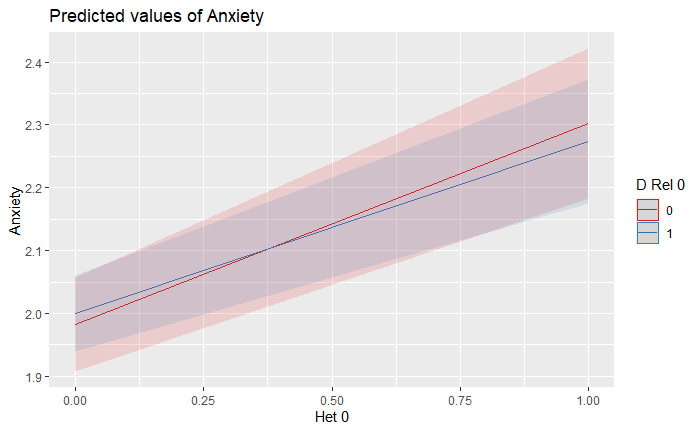 Predicted values of Anxiety
2.4
2.3
2.2
2.1
2.0
1.9
Anxiety
0.00 0.25 0.50 0.75 1.00
Het 0
D Rel 0
0
1